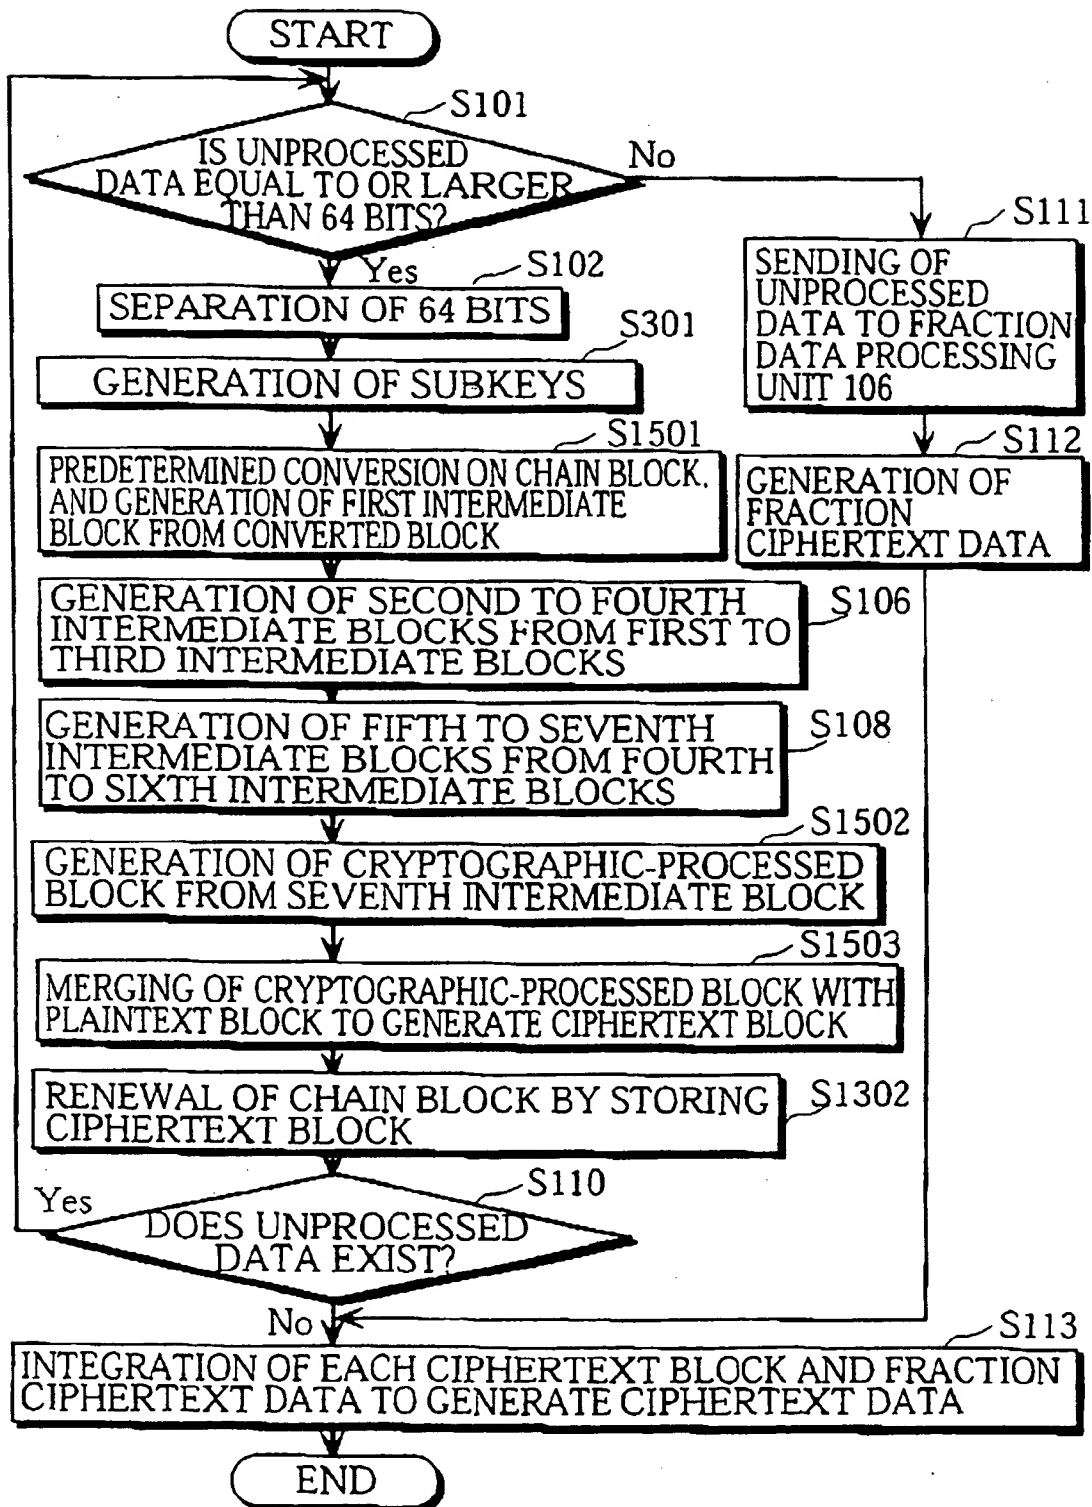 START
S101
IS UNPROCESSED
DATA EQUAL TO OR LARGER
THAN 64 BITS?
No
Yes
S102
SEPARATION OF 64 BITS
S301
GENERATION OF SUBKEYS
S1501
PREDETERMINED CONVERSION ON CHAIN BLOCK,
AND GENERATION OF FIRST INTERMEDIATE
BLOCK FROM CONVERTED BLOCK
S106
GENERATION OF SECOND TO FOURTH
INTERMEDIATE BLOCKS FROM FIRST TO
THIRD INTERMEDIATE BLOCKS
S108
GENERATION OF FIFTH TO SEVENTH
INTERMEDIATE BLOCKS FROM FOURTH
TO SIXTH INTERMEDIATE BLOCKS
S1502
GENERATION OF CRYPTOGRAPHIC-PROCESSED
BLOCK FROM SEVENTH INTERMEDIATE BLOCK
S1503
MERGING OF CRYPTOGRAPHIC-PROCESSED BLOCK WITH
PLAINTEXT BLOCK TO GENERATE CIPHERTEXT BLOCK
S1302
RENEWAL OF CHAIN BLOCK BY STORING
CIPHERTEXT BLOCK
S110
Yes
DOES UNPROCESSED
DATA EXIST?
No
S111
SENDING OF
UNPROCESSED
DATA TO FRACTION
DATA PROCESSING
UNIT 106
S112
GENERATION OF
FRACTION
CIPHERTEXT DATA
S113
INTEGRATION OF EACH CIPHERTEXT BLOCK AND FRACTION
CIPHERTEXT DATA TO GENERATE CIPHERTEXT DATA
END